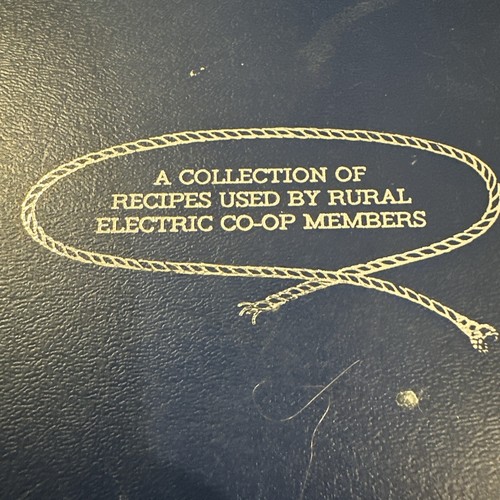 A COLLECTION OF
RECIPES USED BY RURAL
ELECTRIC CO-OP MEMBERS